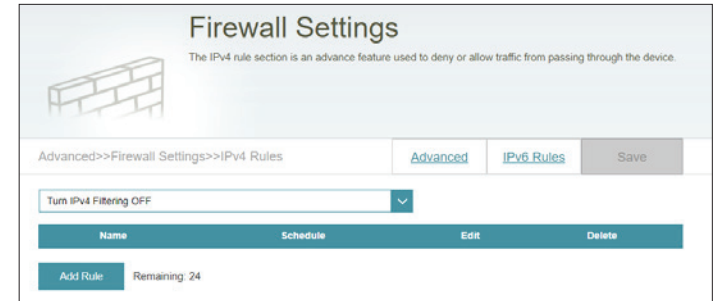 Firewall Settings
The IPv4 rule section is an advance feature used to deny or allow traffic from passing through the device.
Advanced>>Firewall Settings>>IPv4 Rules Advanced IPv6 Rules Save
Turn IPv4 Filtering OFF
Name Schedule Edit Delete
Add Rule Remaining: 24